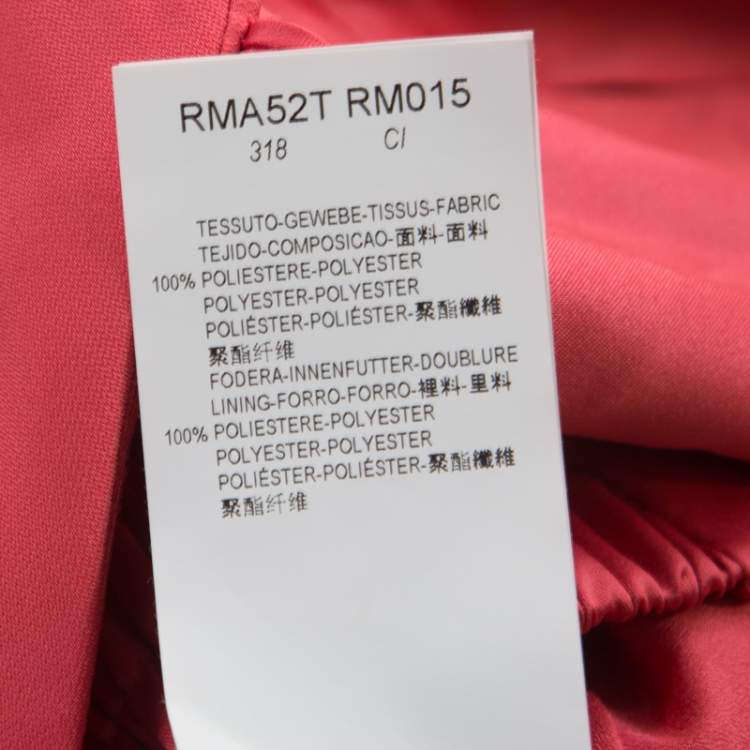 RMA52T RM015
318 CI
TESSUTO-GEWEBE-TISSUS-FABRIC
TEJIDO-COMPOSICAO-面料-面料
100% POLIESTERE-POLYESTER
POLYESTER-POLYESTER
POLIÉSTER-POLIÉSTER-聚酯纖維
聚酯纤维
FODERA-INNENFUTTER-DOUBLURE
LINING-FORRO-FORRO-裡料-里料
100% POLIESTERE-POLYESTER
POLYESTER-POLYESTER
POLIÉSTER-POLIÉSTER-聚酯纖維
聚酯纤维